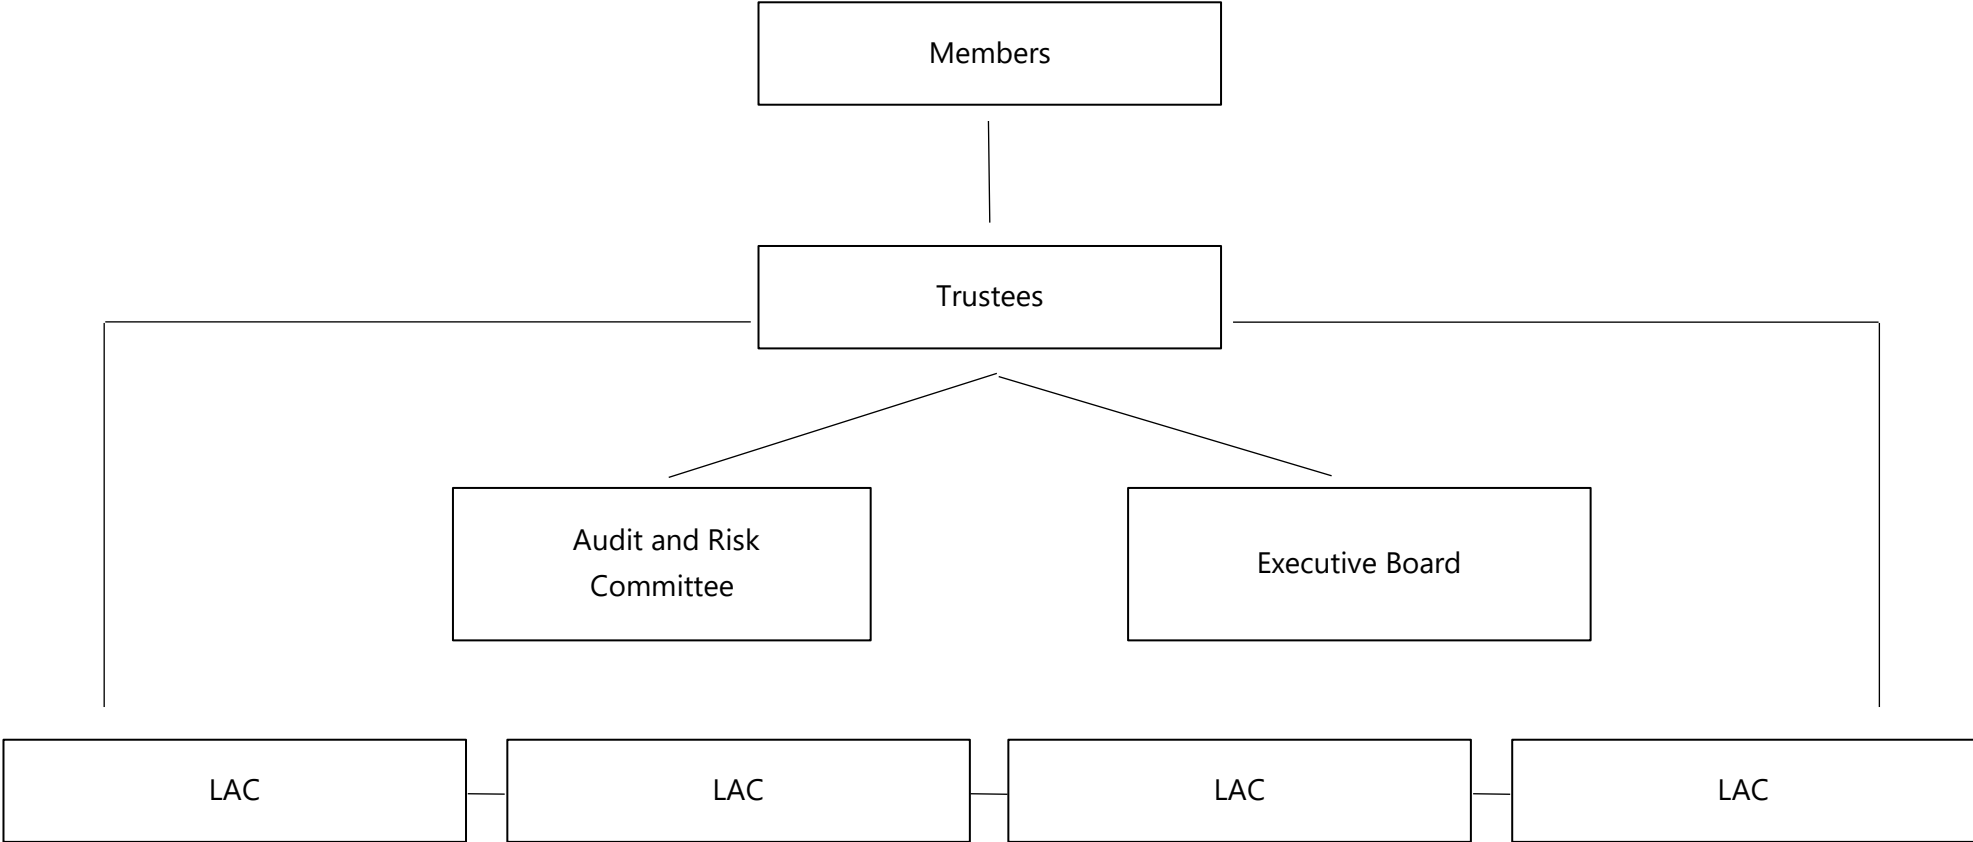 Members
Trustees
Audit and Risk
Committee
Executive Board
LAC
LAC
LAC
LAC